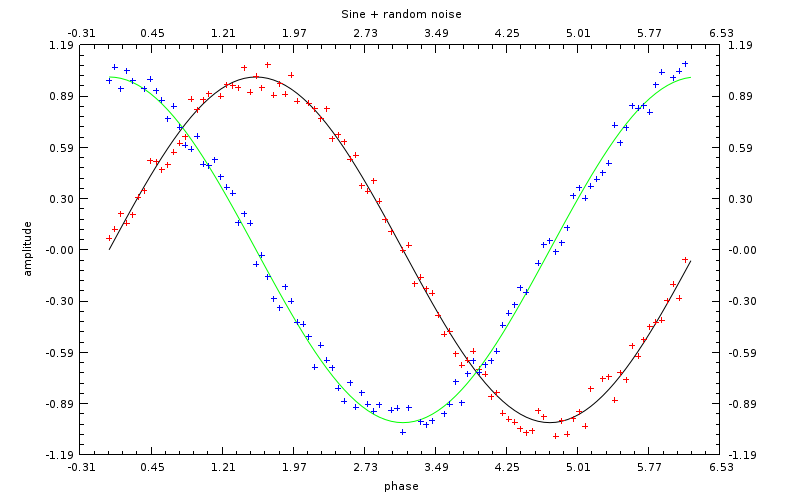 Sine + random noise
-0.31 0.45 1.21 1.97 2.73 3.49 4.25 5.01 5.77 6.53
1.19 1.19
0.89 0.89
0.59 0.59
0.30 0.30
-0.00 -0.00
-0.30 -0.30
-0.59 -0.59
-0.89 -0.89
-1.19 -1.19
amplitude
-0.31 0.45 1.21 1.97 2.73 3.49 4.25 5.01 5.77 6.53
phase